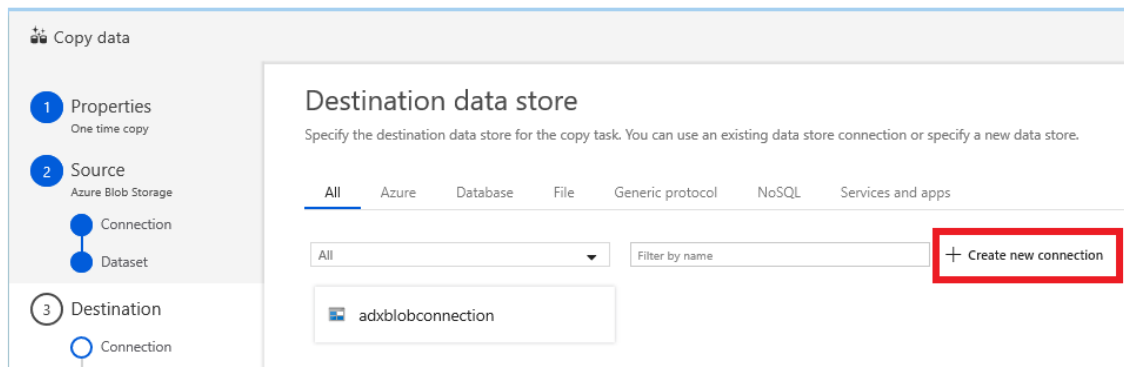 Copy data
1 Properties
One time copy
2 Source
Azure Blob Storage
Connection
Dataset
3 Destination
Connection
Destination data store
Specify the destination data store for the copy task. You can use an existing data store connection or specify a new data store.
All Azure Database File Generic protocol NoSQL Services and apps
All Filter by name + Create new connection
adxblobconnection